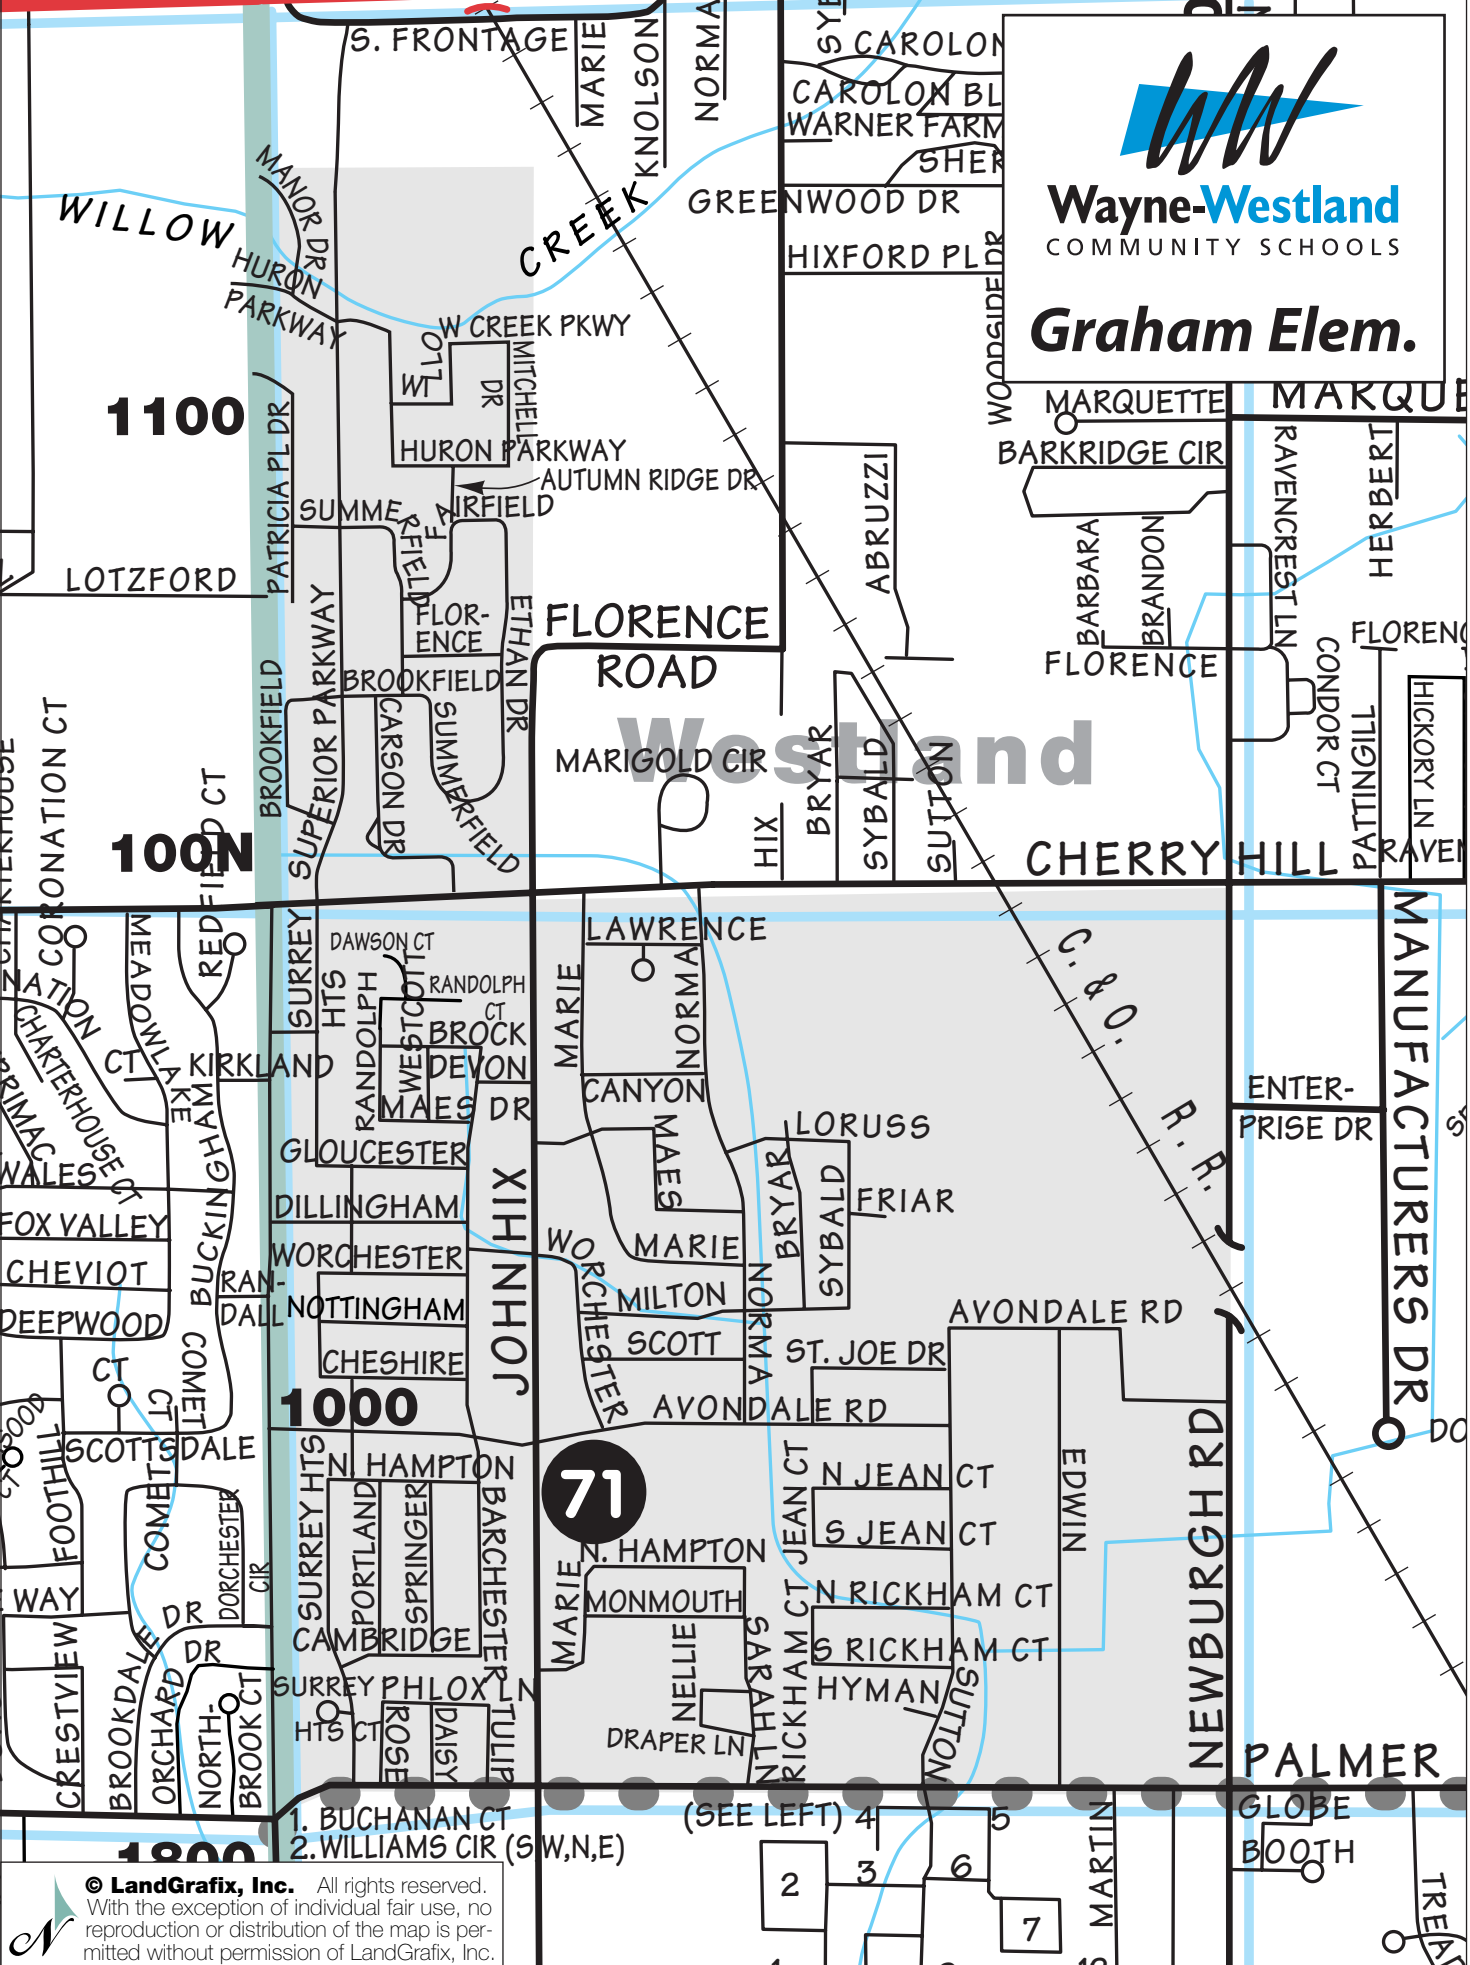 S. FRONTAGE
MARIE
KNOLSON
NORMA
CAROLON
CAROLON BL
WARNER FARM
SHER
GREENWOOD DR
HIXFORD PL
WOODSIDE DR
Wayne-Westland
COMMUNITY SCHOOLS
Graham Elem.
MANOR DR
WILLOW
CREEK
HURON
PARKWAY
WILLOW CREEK PKWY
MITCHELL
DR
1100
HURON PARKWAY
AUTUMN RIDGE DR
PATRICIA PL DR
SUMMERFIELD
FAIRFIELD
LOTZFORD
ABRUZZI
MARQUETTE
MARQUE
BARKRIDGE CIR
BARBARA
BRANDON
RAVENCREST LN
HERBERT
FLORENCE
FLORENC
CONDOR CT
PATTINGILL
HICKORY LN
RAVEN
FLOR-
ENCE
ETHAN DR
FLORENCE
ROAD
BROOKFIELD
BROOKFIELD
SUPERIOR PARKWAY
CARSON DR
SUMMERFIELD
Westland
MARIGOLD CIR
HIX
BRYAR
SYBALD
SUTTON
CORONATION CT
REDFIELD CT
100N
CHERRY HILL
SURREY
HTS
DAWSON CT
RANDOLPH
WESTCOTT
RANDOLPH
CT
BROCK
DEVON
MAES DR
MEADOWLAKE
CT
KIRKLAND
NATION
CHARTERHOUSE CT
RRIMAC
WALES
FOX VALLEY
CHEVIOT
DEEPWOOD
BUCKINGHAM
RAN-
DALL
GLOUCESTER
DILLINGHAM
WORCHESTER
NOTTINGHAM
CHESHIRE
JOHN HIX
LAWRENCE
MARIE
NORMA
CANYON
MAES
LORUSS
BRYAR
SYBALD
FRIAR
MARIE
WORCHESTER
MILTON
SCOTT
NORMA
ST. JOE DR
AVONDALE RD
AVONDALE RD
C. & O. R. R.
ENTER-
PRISE DR
MANUFACTURERS DR
1000
CT
COMET
CT
SCOTTSDALE
FOOTHILL
COMET
DORCHESTER
CIR
SURREY HTS
N. HAMPTON
PORTLAND
SPRINGER
BARCHESTER
CAMBRIDGE
71
N. HAMPTON
MARIE
MONMOUTH
NELLIE
DRAPER LN
SARAH LN
JEAN CT
N JEAN CT
S JEAN CT
RICKHAM CT
N RICKHAM CT
S RICKHAM CT
HYMAN
SUTTON
EDWIN
NEWBURGH RD
WAY
CRESTVIEW
BROOKDALE DR
ORCHARD DR
NORTH-
BROOK CT
SURREY
HTS CT
PHLOX LN
ROSE
DAISY
TULIP
PALMER
1. BUCHANAN CT
2. WILLIAMS CIR (S,W,N,E)
(SEE LEFT)
4
5
2
3
6
7
MARTIN
GLOBE
BOOTH
1800
© LandGrafix, Inc. All rights reserved.
With the exception of individual fair use, no
reproduction or distribution of the map is per-
mitted without permission of LandGrafix, Inc.